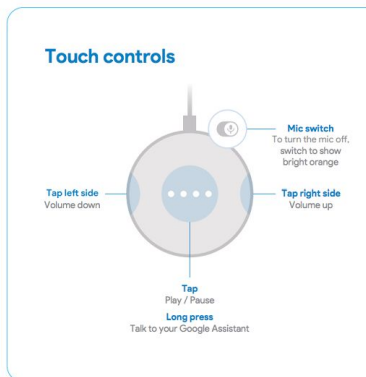 Touch controls
Mic switch
To turn the mic off,
switch to show
bright orange
Tap left side
Volume down
Tap right side
Volume up
Tap
Play / Pause
Long press
Talk to your Google Assistant